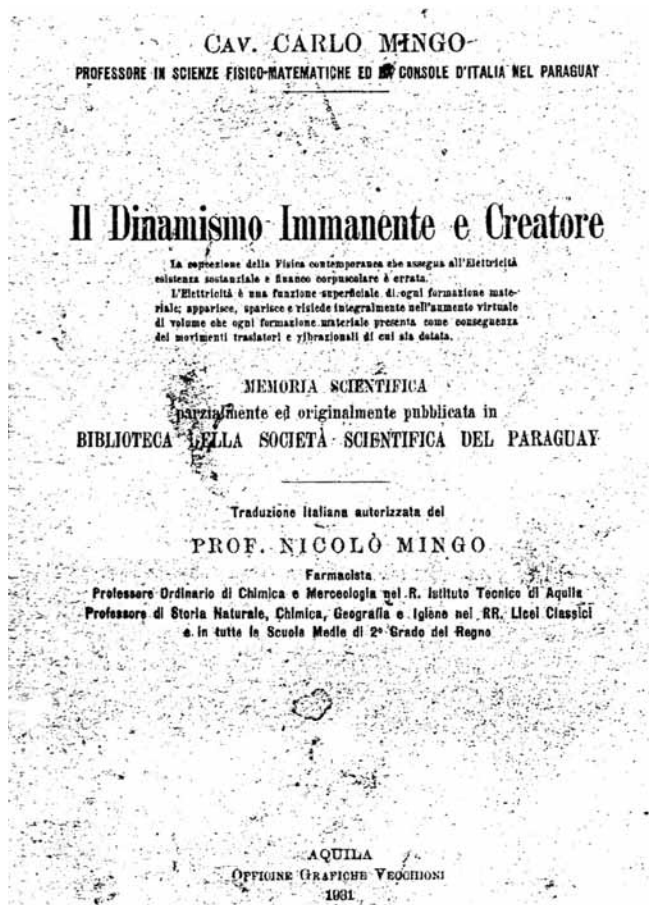 CAV. CARLO MINGO
PROFESSORE IN SCIENZE FISICO-MATEMATICHE ED CONSOLE D'ITALIA NEL PARAGUAY
Il Dinamismo Immanente e Creatore
La concezione della Fisica contemporanea che assegna all'Elettricità
esistenza sostanziale e financo corpuscolare è errata.
L'Elettricità è una funzione superficiale di ogni formazione mate-
riale; apparisce, sparisce e risiede integralmente nell'aumento virtuale
di volume che ogni formazione materiale presenta come conseguenza
dei movimenti traslatori e vibrazionali di cui sia dotata.
MEMORIA SCIENTIFICA
parzialmente ed originalmente pubblicata in
BIBLIOTECA DELLA SOCIETÀ SCIENTIFICA DEL PARAGUAY
Traduzione italiana autorizzata del
PROF. NICOLÒ MINGO
Farmacista
Professore Ordinario di Chimica e Merceologia nel R. Istituto Tecnico di Aquila
Professore di Storia Naturale, Chimica, Geografia e Igiene nei RR. Licei Classici
e in tutte le Scuole Medie di 2º Grado del Regno
AQUILA
OFFICINE GRAFICHE VECCHIONI
1931